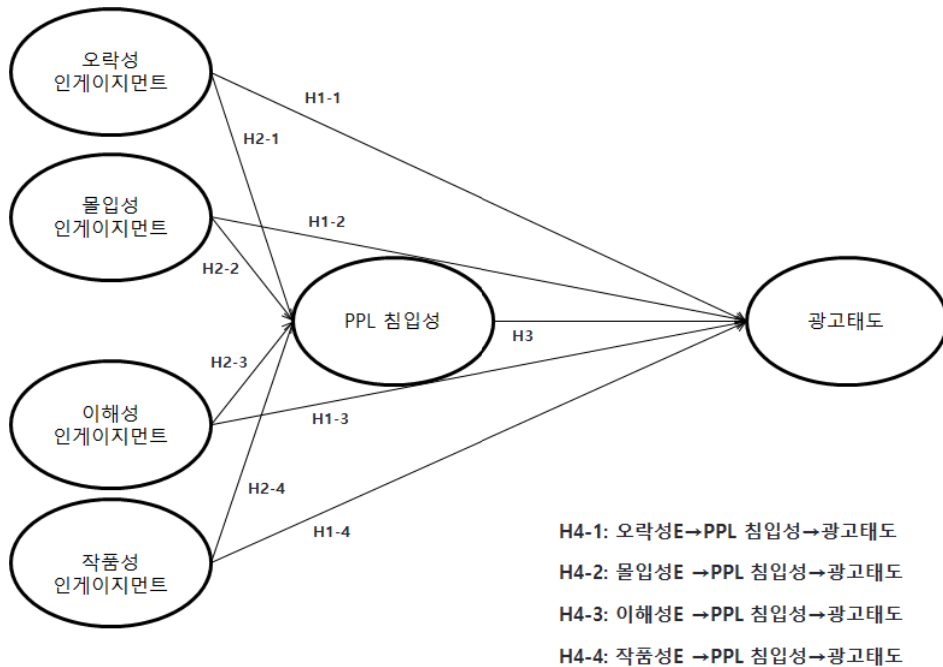 오락성
인게이지먼트
H1-1
H2-1
몰입성
인게이지먼트
H1-2
H2-2
PPL 침입성
광고태도
H3
H2-3
이해성
인게이지먼트
H1-3
H2-4
H1-4
작품성
인게이지먼트
H4-1: 오락성E→PPL 침입성→광고태도
H4-2: 몰입성E →PPL 침입성→광고태도
H4-3: 이해성E →PPL 침입성→광고태도
H4-4: 작품성E →PPL 침입성→광고태도